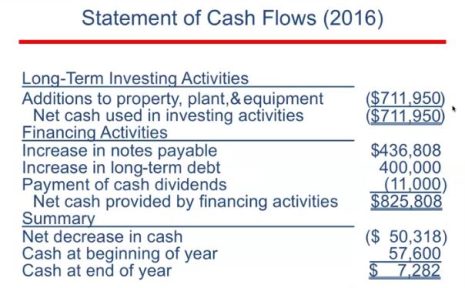 Statement of Cash Flows (2016)
Long-Term Investing Activities
Additions to property, plant,& equipment ($711,950)
Net cash used in investing activities ($711,950)
Financing Activities
Increase in notes payable $436,808
Increase in long-term debt 400,000
Payment of cash dividends (11,000)
Net cash provided by financing activities $825,808
Summary
Net decrease in cash ($ 50,318)
Cash at beginning of year 57,600
Cash at end of year $ 7,282